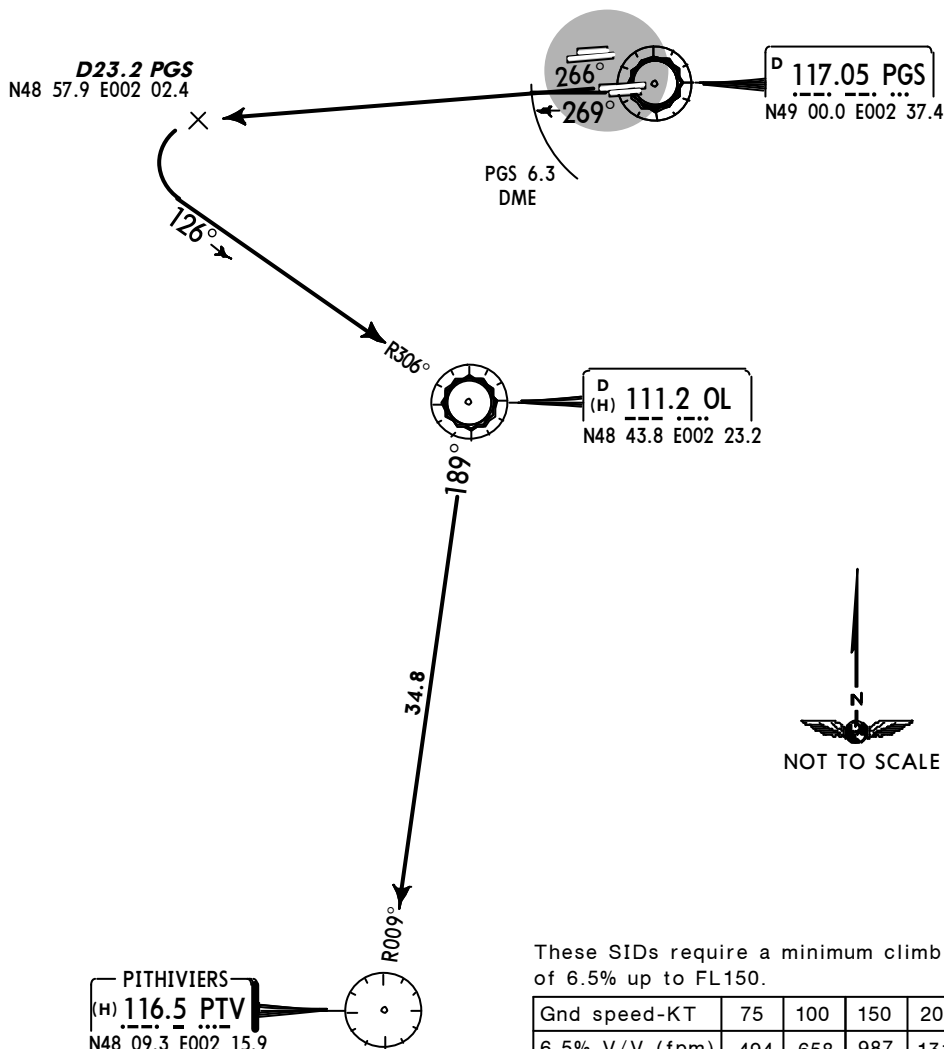 D23.2 PGS
N48 57.9 E002 02.4
266°
269°
PGS 6.3
DME
D 117.05 PGS
N49 00.0 E002 37.4
126°
R306°
D
(H) 111.2 OL
N48 43.8 E002 23.2
189°
34.8
N
NOT TO SCALE
R009°
PITHIVIERS
(H) 116.5 PTV
N48 09.3 E002 15.9
These SIDs require a minimum climb
of 6.5% up to FL150.
Gnd speed-KT 75 100 150 20
6.5% V/V (fpm) 494 658 987